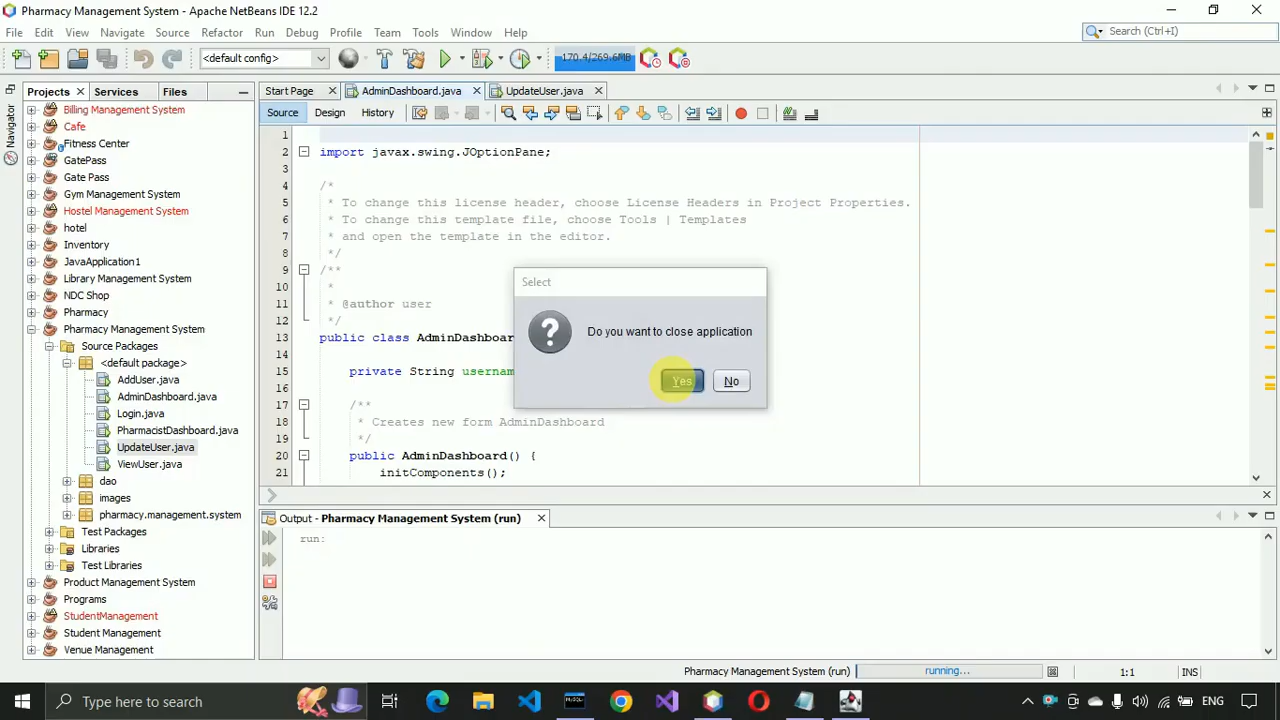 Pharmacy Management System - Apache NetBeans IDE 12.2
File Edit View Navigate Source Refactor Run Debug Profile Team Tools Window Help
Search (Ctrl+I)
<default config>
170.4/269.6MB
Projects Services Files
Start Page AdminDashboard.java UpdateUser.java
Source Design History
Navigator
Billing Management System
Cafe
Fitness Center
GatePass
Gate Pass
Gym Management System
Hostel Management System
hotel
Inventory
JavaApplication1
Library Management System
NDC Shop
Pharmacy
Pharmacy Management System
Source Packages
<default package>
AddUser.java
AdminDashboard.java
Login.java
PharmacistDashboard.java
UpdateUser.java
ViewUser.java
dao
images
pharmacy.management.system
Test Packages
Libraries
Test Libraries
Product Management System
Programs
StudentManagement
Student Management
Venue Management
1
2 import javax.swing.JOptionPane;
3
4 /*
5 * To change this license header, choose License Headers in Project Properties.
6 * To change this template file, choose Tools | Templates
7 * and open the template in the editor.
8 */
9 /**
10 *
11 * @author user
12 */
13 public class AdminDashboar
14
15 private String usernam
16
17 /**
18 * Creates new form AdminDashboard
19 */
20 public AdminDashboard() {
21 initComponents();
Select
Do you want to close application
Yes No
Output - Pharmacy Management System (run)
run:
Pharmacy Management System (run) running... 1:1 INS
Type here to search
ENG